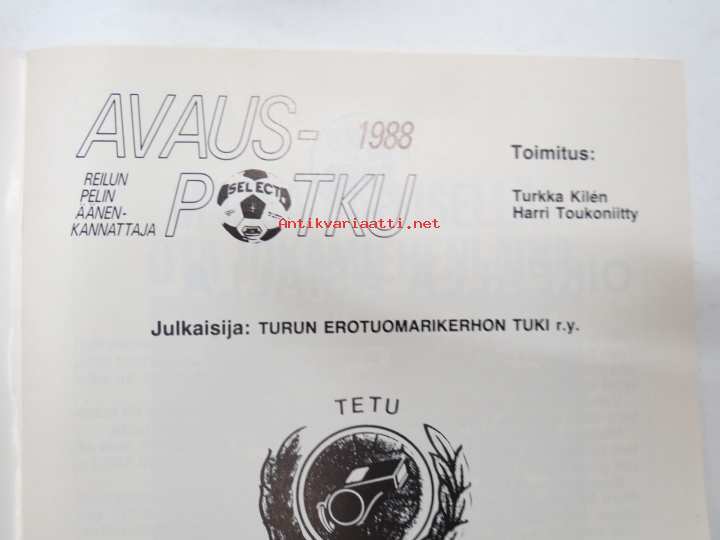 AVAUS-
1988
REILUN
PELIN
ÄÄNEN-
KANNATTAJA
POTKU
SELECT
Toimitus:
Turkka Kilén
Harri Toukoniitty
Antikvariaatti.net
Julkaisija: TURUN EROTUOMARIKERHON TUKI r.y.
TETU